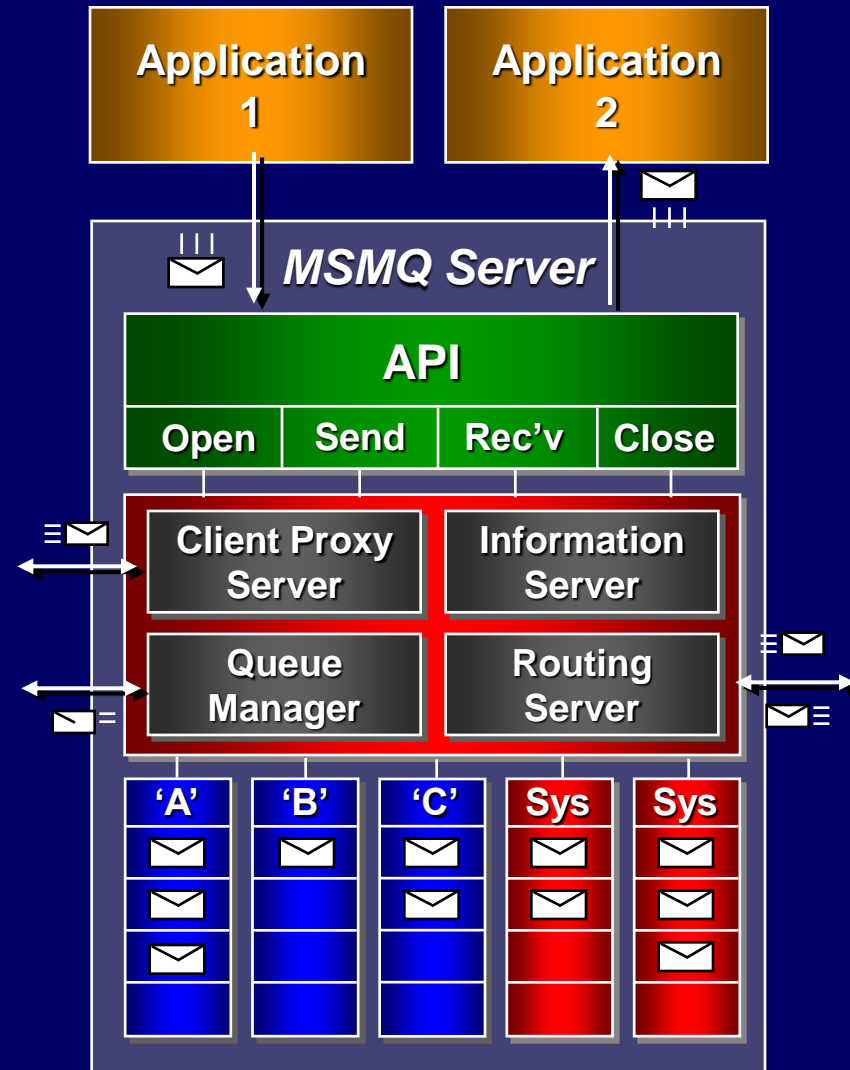 Application
1
Application
2
MSMQ Server
API
Open Send Rec’v Close
Client Proxy
Server
Information
Server
Queue
Manager
Routing
Server
‘A’ ‘B’ ‘C’ Sys Sys